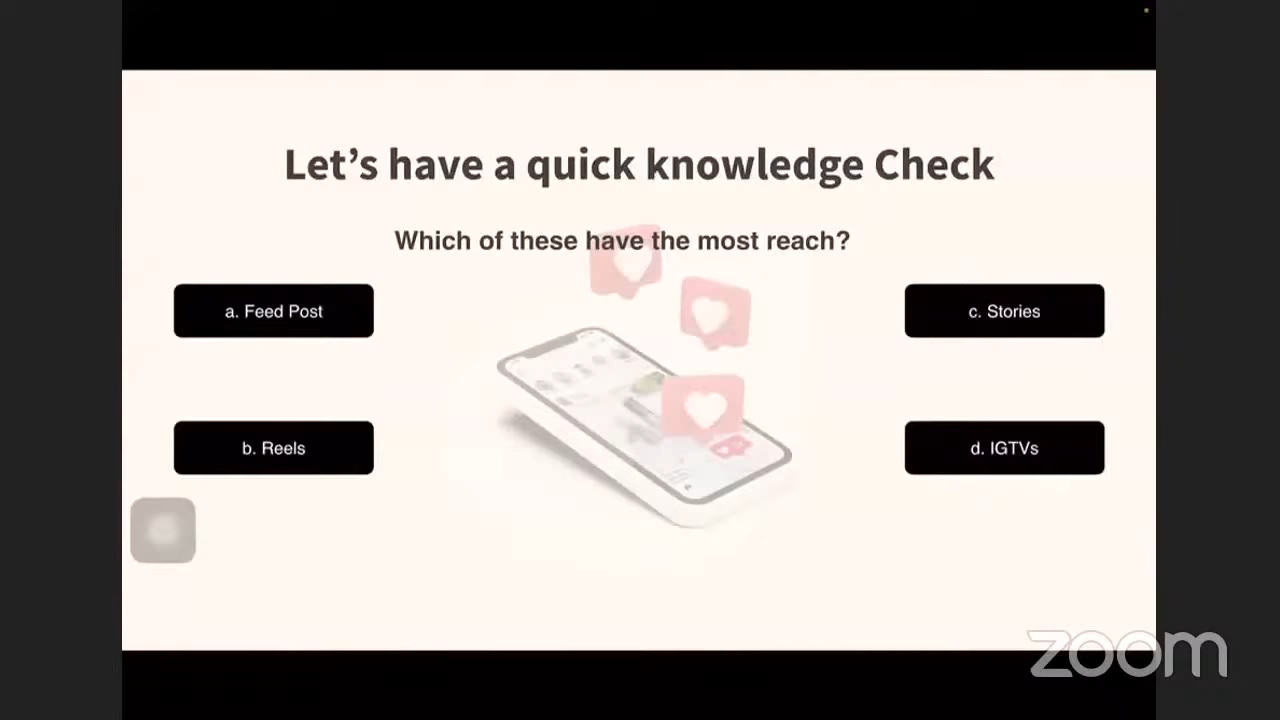 Let's have a quick knowledge Check
Which of these have the most reach?
a. Feed Post
c. Stories
b. Reels
d. IGTVs
zoom